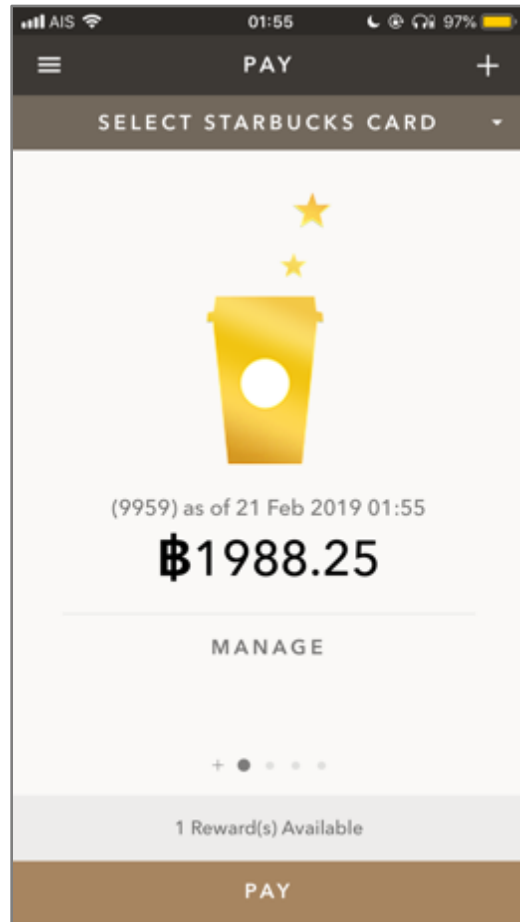 AIS 01:55 97%
PAY
SELECT STARBUCKS CARD
(9959) as of 21 Feb 2019 01:55
฿1988.25
MANAGE
1 Reward(s) Available
PAY